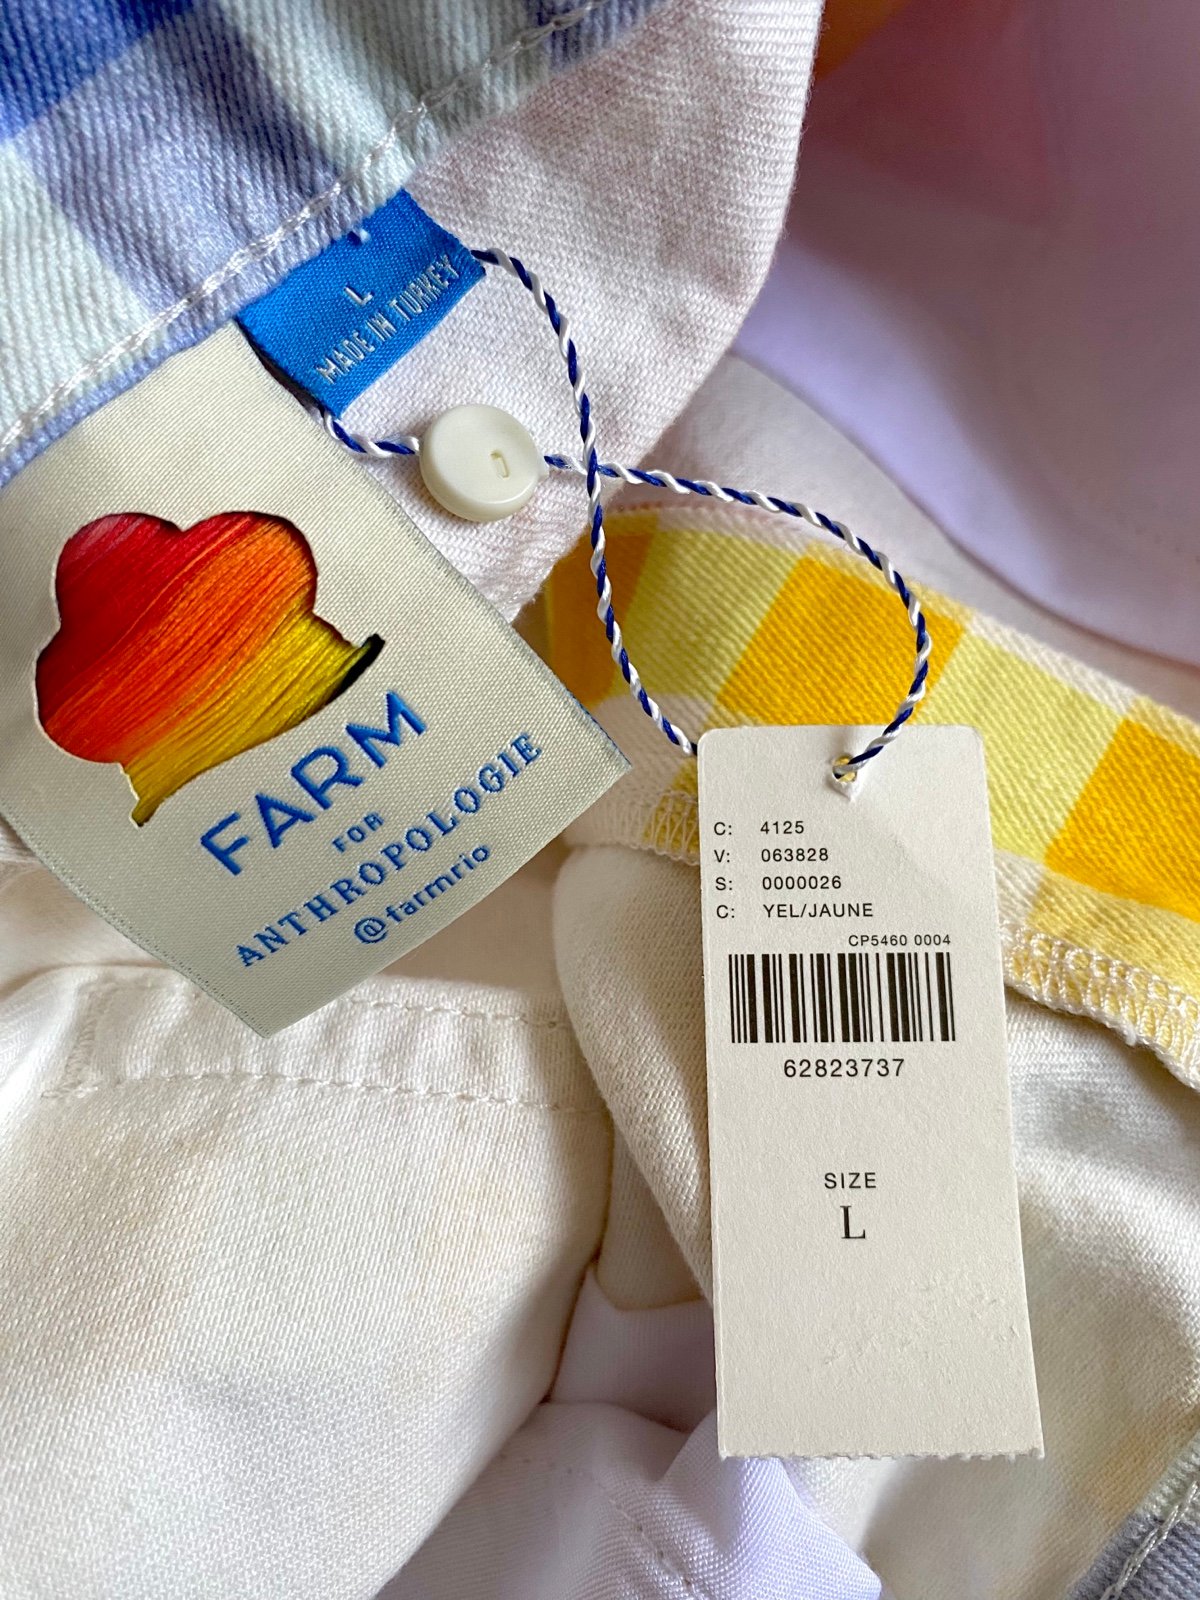 L
MADE IN TURKEY
FARM
FOR
ANTHROPOLOGIE
@farmrio
C: 4125
V: 063828
S: 0000026
C: YEL/JAUNE
CP5460 0004
62823737
SIZE
L